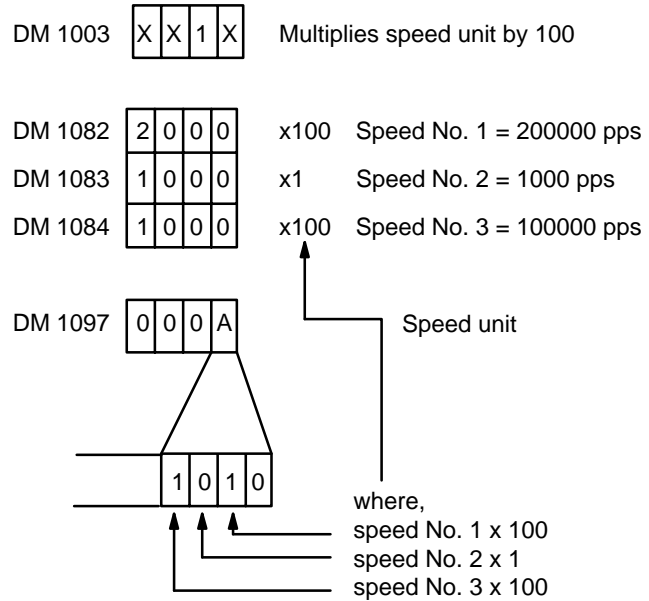 DM 1003 X X 1 X Multiplies speed unit by 100
DM 1082 2 0 0 0 x100 Speed No. 1 = 200000 pps
DM 1083 1 0 0 0 x1 Speed No. 2 = 1000 pps
DM 1084 1 0 0 0 x100 Speed No. 3 = 100000 pps
DM 1097 0 0 0 A Speed unit
1 0 1 0
where,
speed No. 1 x 100
speed No. 2 x 1
speed No. 3 x 100